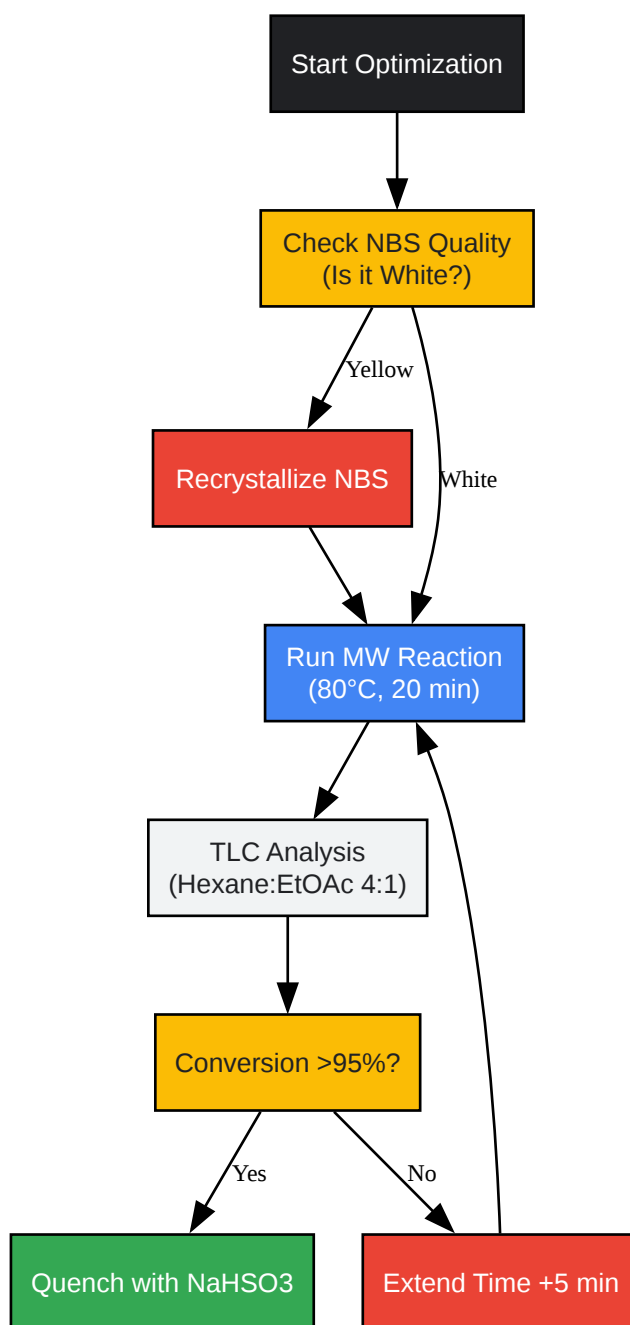 Start Optimization
Check NBS Quality
(Is it White?)
Yellow
Recrystallize NBS
White
Run MW Reaction
(80°C, 20 min)
TLC Analysis
(Hexane:EtOAc 4:1)
Conversion >95%?
Yes
No
Quench with NaHSO3
Extend Time +5 min